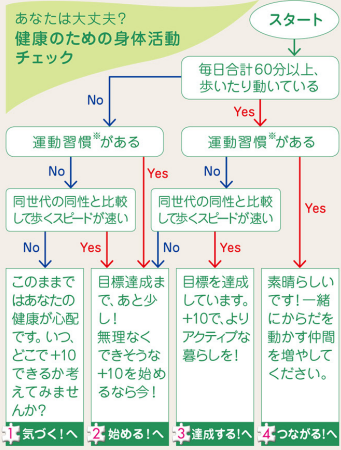 あなたは大丈夫?
健康のための身体活動
チェック
スタート
毎日合計60分以上、
歩いたり動いている
No
Yes
運動習慣※がある
運動習慣※がある
No
Yes
No
Yes
同世代の同性と比較
して歩くスピードが速い
同世代の同性と比較
して歩くスピードが速い
No
Yes
No
Yes
このままで
はあなたの
健康が心配
です。いつ、
どこで+10
できるか考
えてみませ
んか?
1 気づく!へ
目標達成ま
で、あと少
し!
無理なく
できそうな
+10を始め
るなら今!
2 始める!へ
目標を達成
しています。
+10で、より
アクティブな
暮らしを!
3 達成する!へ
素晴らしい
です!一緒
にからだを
動かす仲間
を増やして
ください。
4 つながる!へ